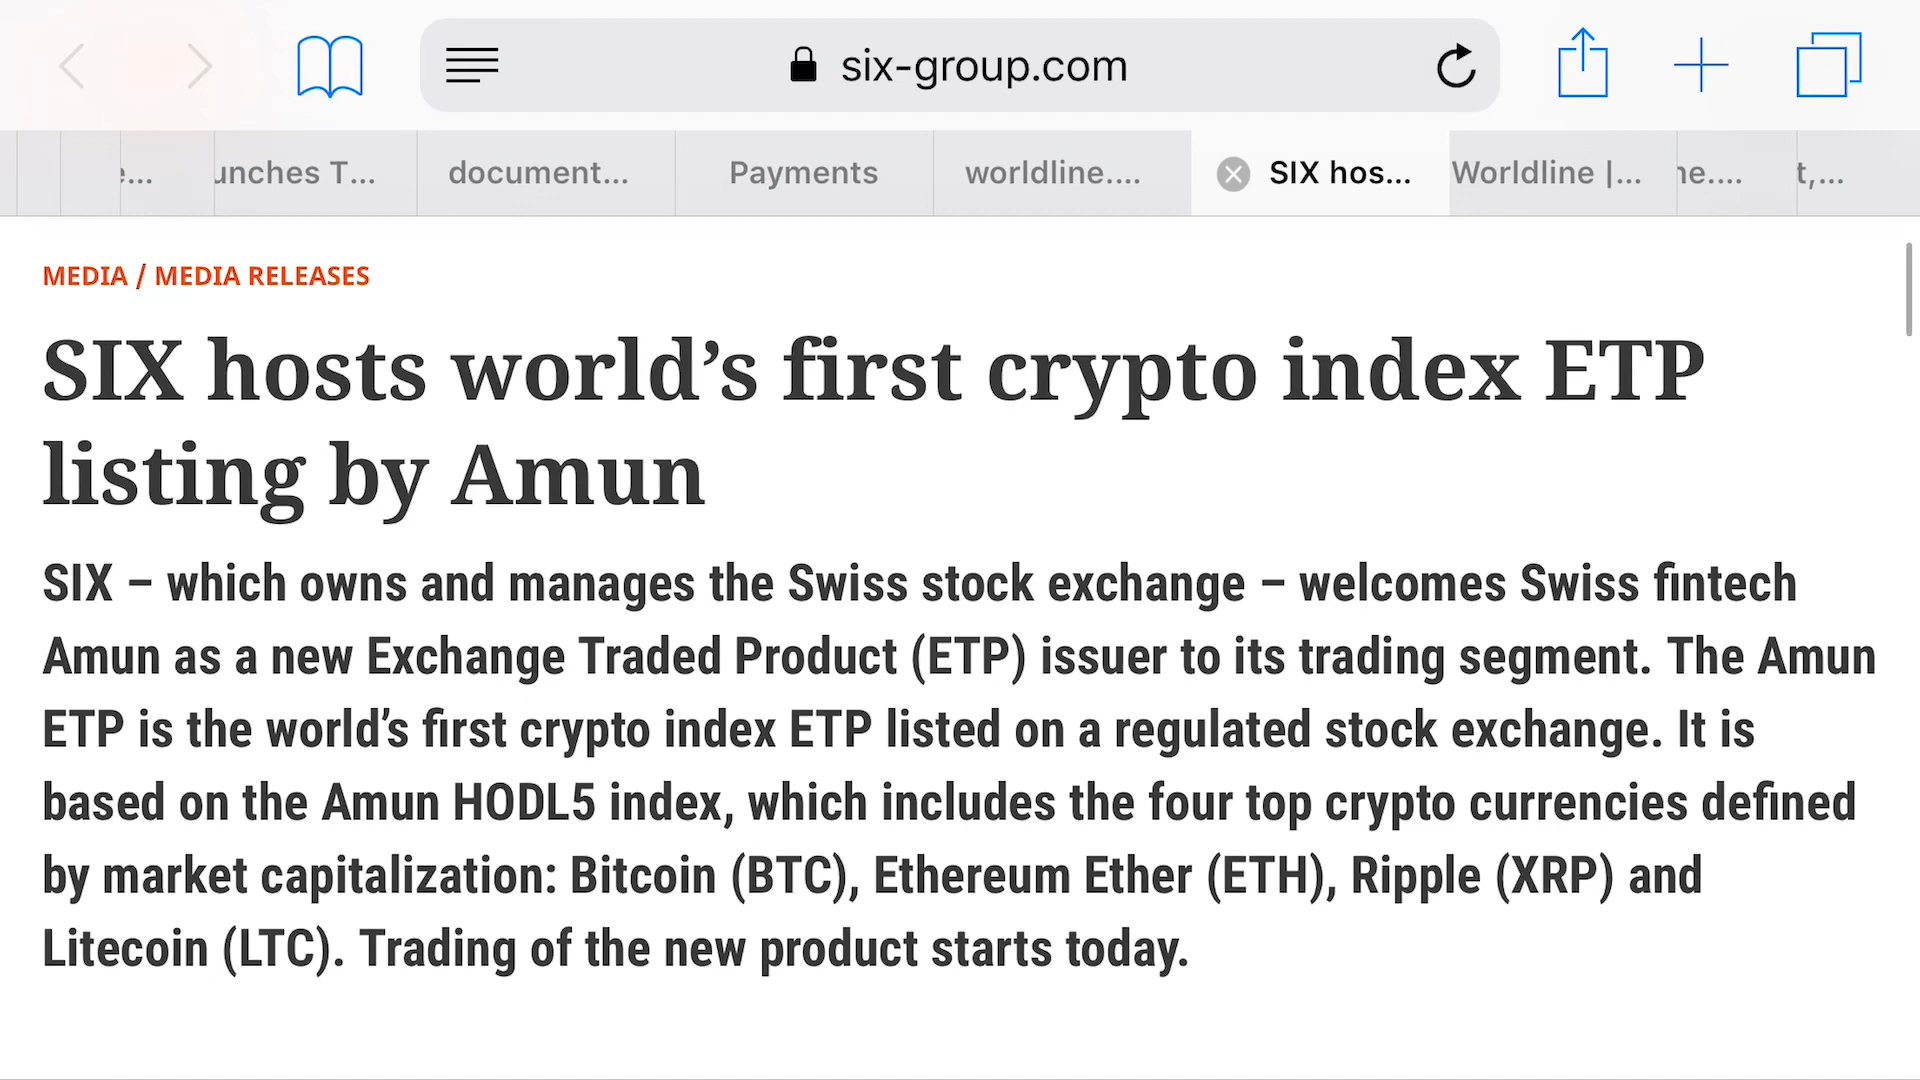 six-group.com
e...
unches T...
document...
Payments
worldline....
SIX hos...
Worldline |...
ne....
t,...
MEDIA / MEDIA RELEASES
SIX hosts world’s first crypto index ETP
listing by Amun
SIX – which owns and manages the Swiss stock exchange – welcomes Swiss fintech
Amun as a new Exchange Traded Product (ETP) issuer to its trading segment. The Amun
ETP is the world’s first crypto index ETP listed on a regulated stock exchange. It is
based on the Amun HODL5 index, which includes the four top crypto currencies defined
by market capitalization: Bitcoin (BTC), Ethereum Ether (ETH), Ripple (XRP) and
Litecoin (LTC). Trading of the new product starts today.